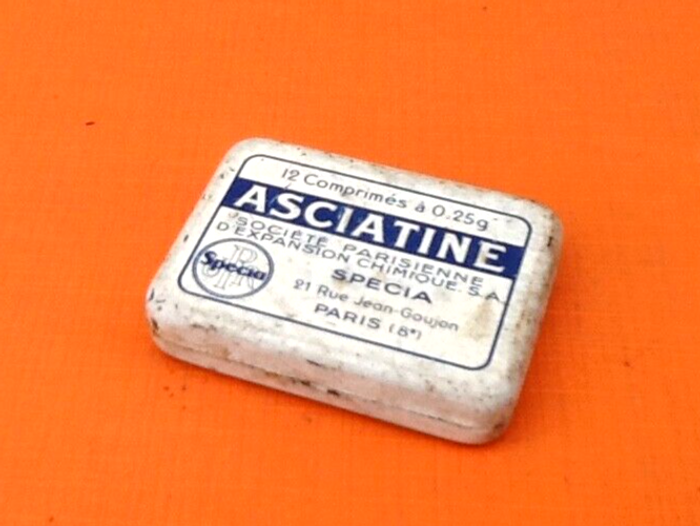 12 Comprimés à 0.25g
ASCIATINE
SOCIÉTÉ PARISIENNE
D'EXPANSION CHIMIQUE. S.A.
SPECIA
21 Rue Jean-Goujon
PARIS (8e)
Specia